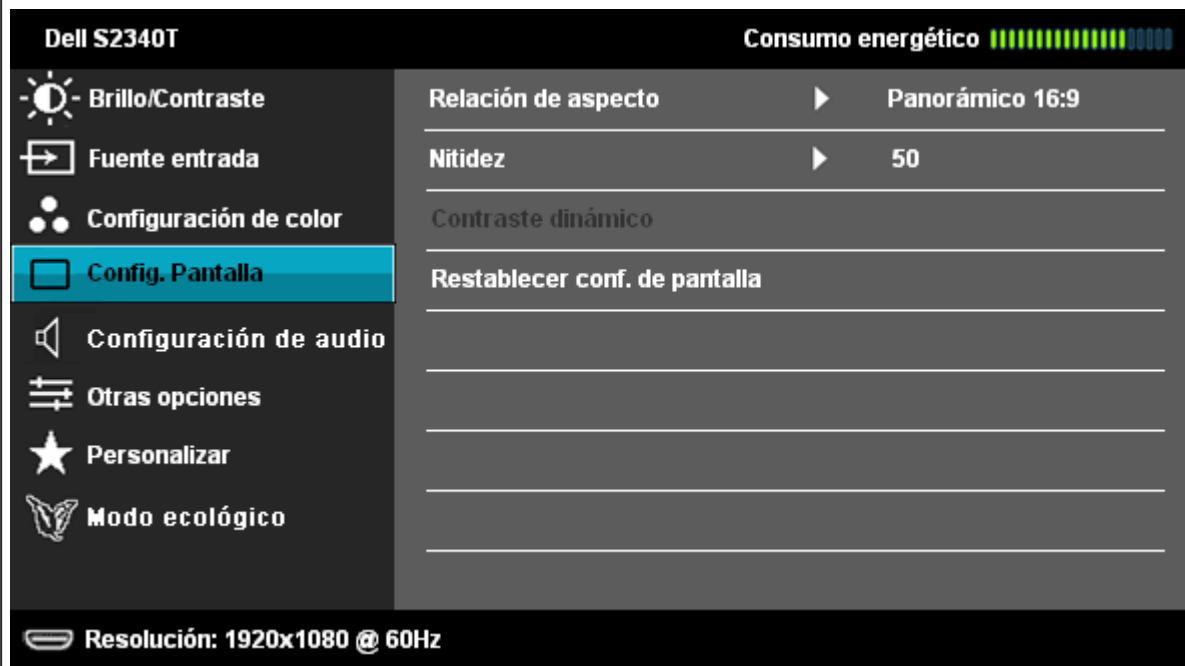 Dell S2340T
Consumo energético
Brillo/Contraste
Fuente entrada
Configuración de color
Config. Pantalla
Configuración de audio
Otras opciones
Personalizar
Modo ecológico
Relación de aspecto Panorámico 16:9
Nitidez 50
Contraste dinámico
Restablecer conf. de pantalla
Resolución: 1920x1080 @ 60Hz